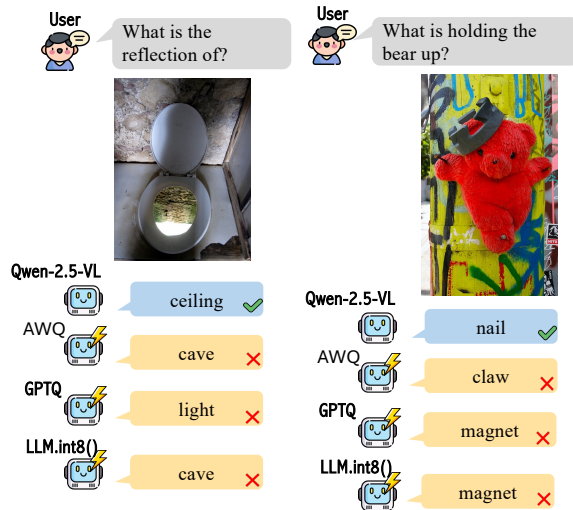 User
What is the
reflection of?
Qwen-2.5-VL
ceiling
AWQ
cave
GPTQ
light
LLM.int8()
cave
User
What is holding the
bear up?
Qwen-2.5-VL
nail
AWQ
claw
GPTQ
magnet
LLM.int8()
magnet